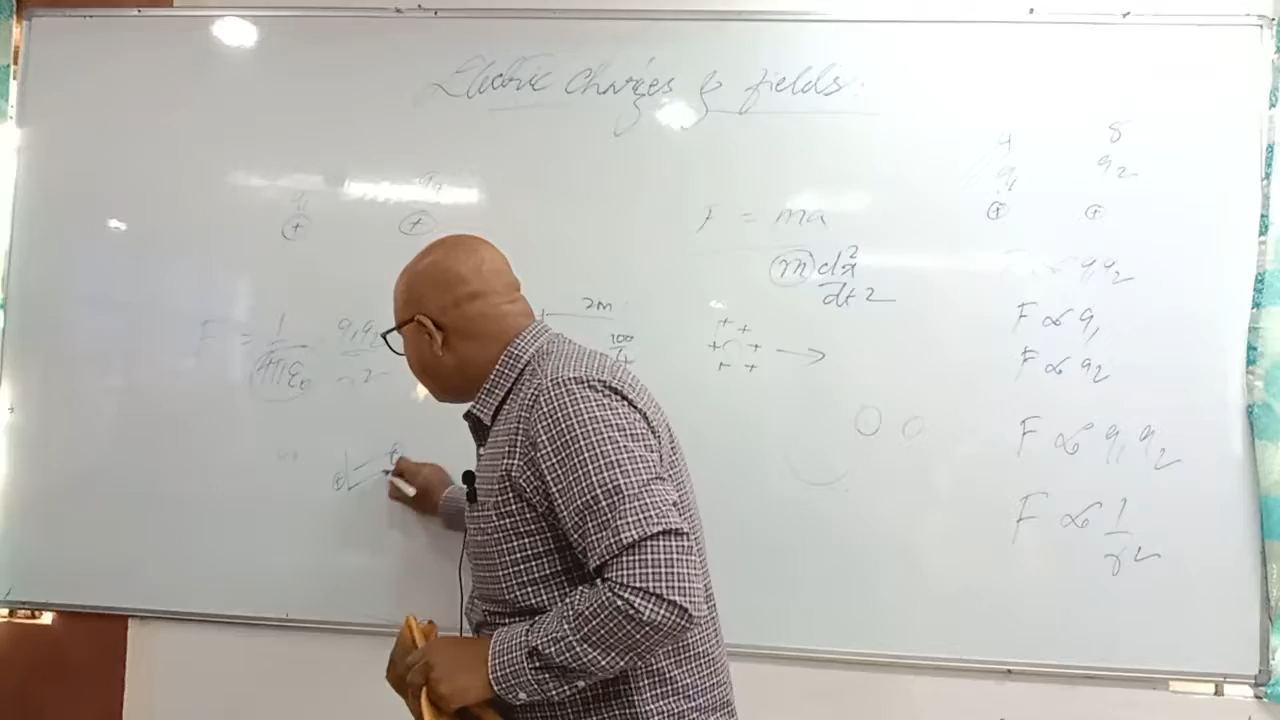 Electric Charges & fields
q1 q2
+ +
F = 1/4πε0 q1q2/r2
+
+
2m
100
F = ma
m d2x/dt2
+ +
+ +
+ + →
4 8
q1 q2
+ +
q1q2
F ∝ q1
F ∝ q2
F ∝ q1 q2
F ∝ 1/r2